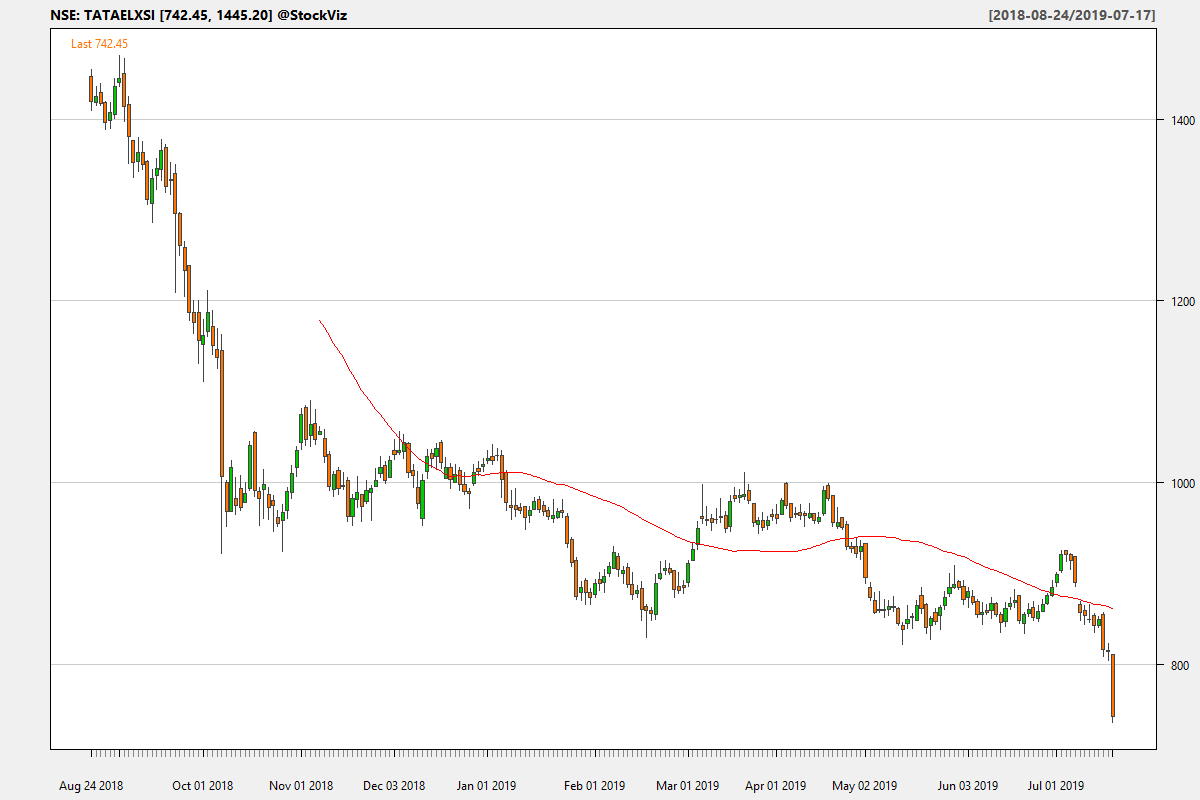 NSE: TATAELXSI [742.45, 1445.20] @StockViz [2018-08-24/2019-07-17]
Last 742.45
1400
1200
1000
800
Aug 24 2018 Oct 01 2018 Nov 01 2018 Dec 03 2018 Jan 01 2019 Feb 01 2019 Mar 01 2019 Apr 01 2019 May 02 2019 Jun 03 2019 Jul 01 2019